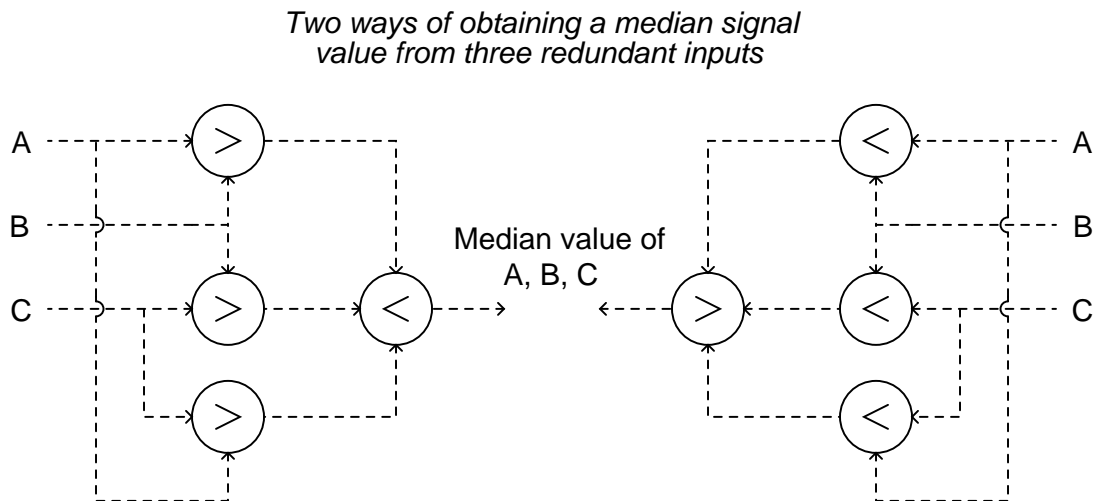 Two ways of obtaining a median signal
value from three redundant inputs
A
>
<
A
B
B
Median value of
A, B, C
C
>
<
>
<
C
>
<